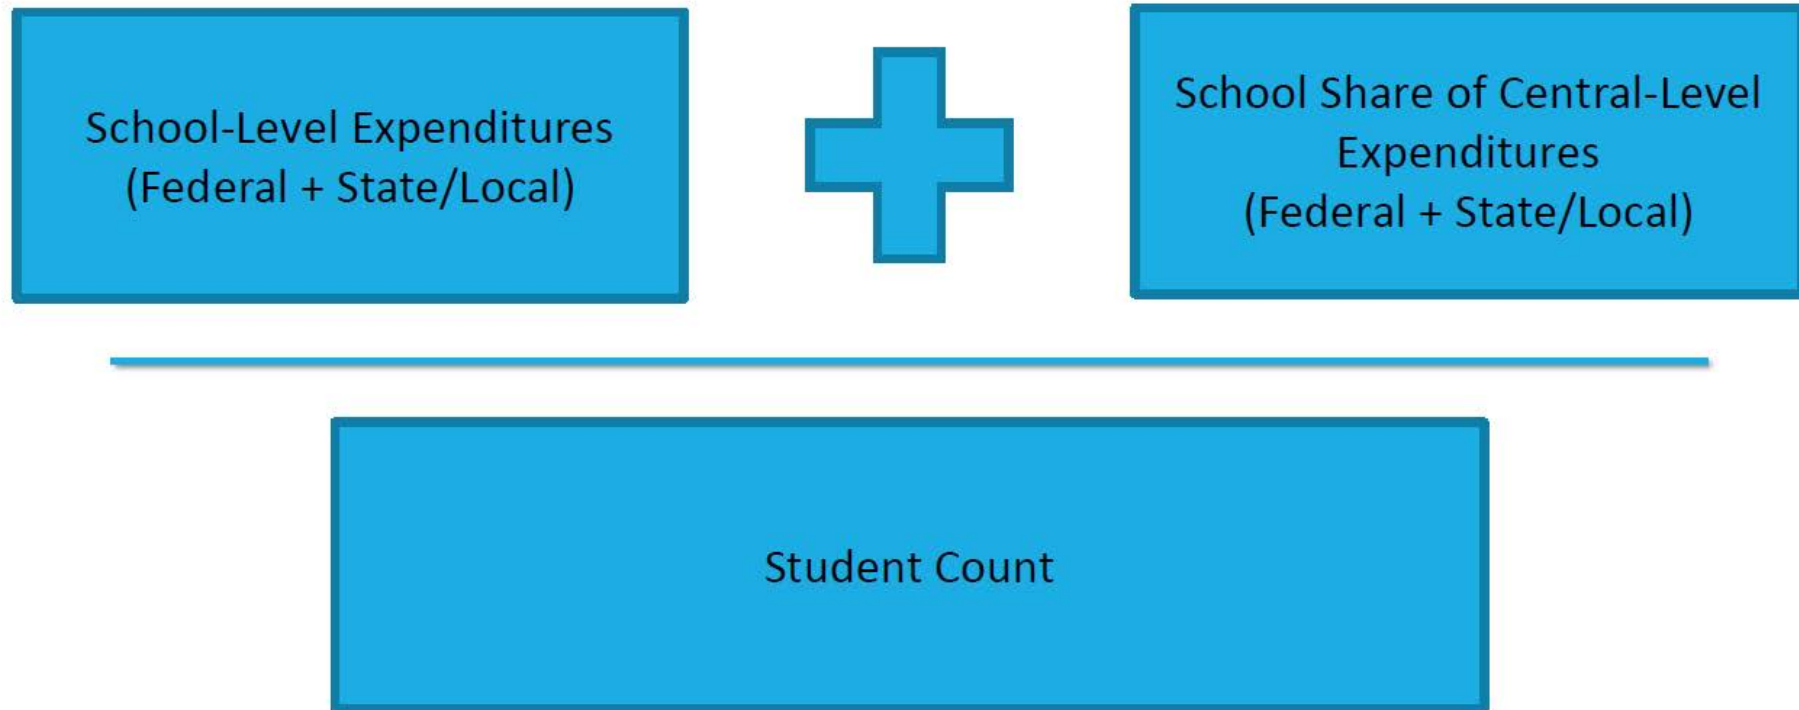 School-Level Expenditures
(Federal + State/Local)
School Share of Central-Level
Expenditures
(Federal + State/Local)
Student Count